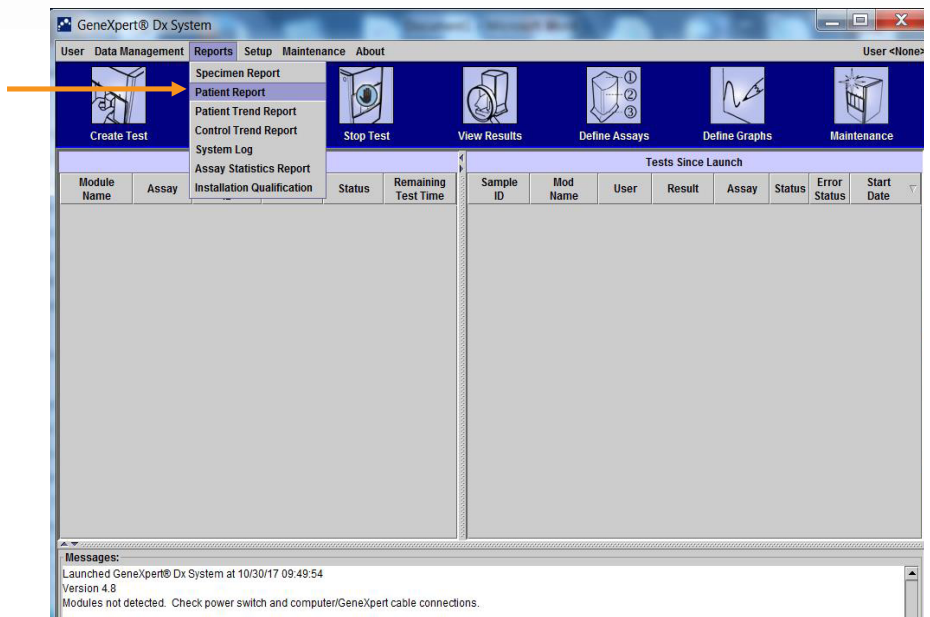 GeneXpert® Dx System
User Data Management Reports Setup Maintenance About User <None>
Specimen Report
Patient Report
Patient Trend Report
Control Trend Report
System Log
Assay Statistics Report
Installation Qualification
Create Test Stop Test View Results Define Assays Define Graphs Maintenance
① ② ③
Tests Since Launch
Module Name Assay Status Remaining Test Time
Sample ID Mod Name User Result Assay Status Error Status Start Date
Messages:
Launched GeneXpert® Dx System at 10/30/17 09:49:54
Version 4.8
Modules not detected. Check power switch and computer/GeneXpert cable connections.